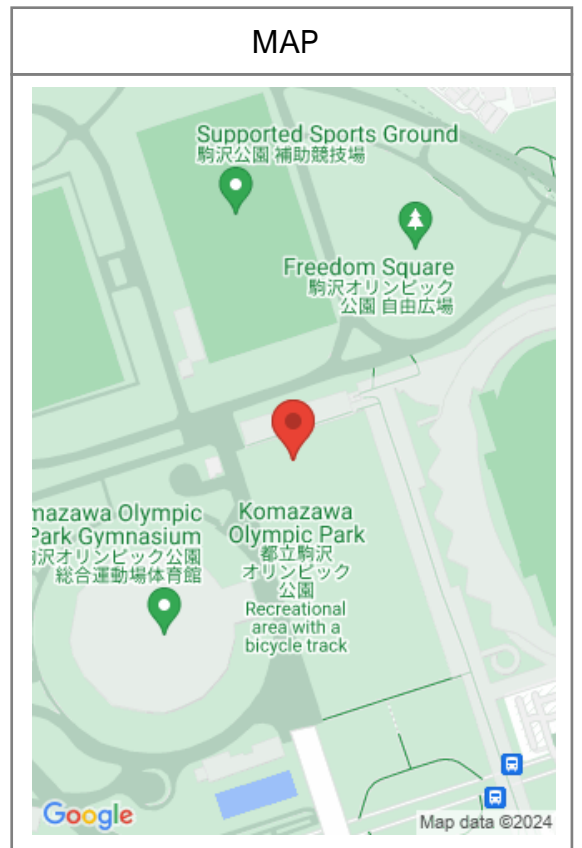 MAP
Supported Sports Ground
駒沢公園 補助競技場
Freedom Square
駒沢オリンピック
公園 自由広場
mazawa Olympic
Park Gymnasium
沢オリンピック公園
総合運動場体育館
Komazawa
Olympic Park
都立駒沢
オリンピック
公園
Recreational
area with a
bicycle track
Google
Map data ©2024